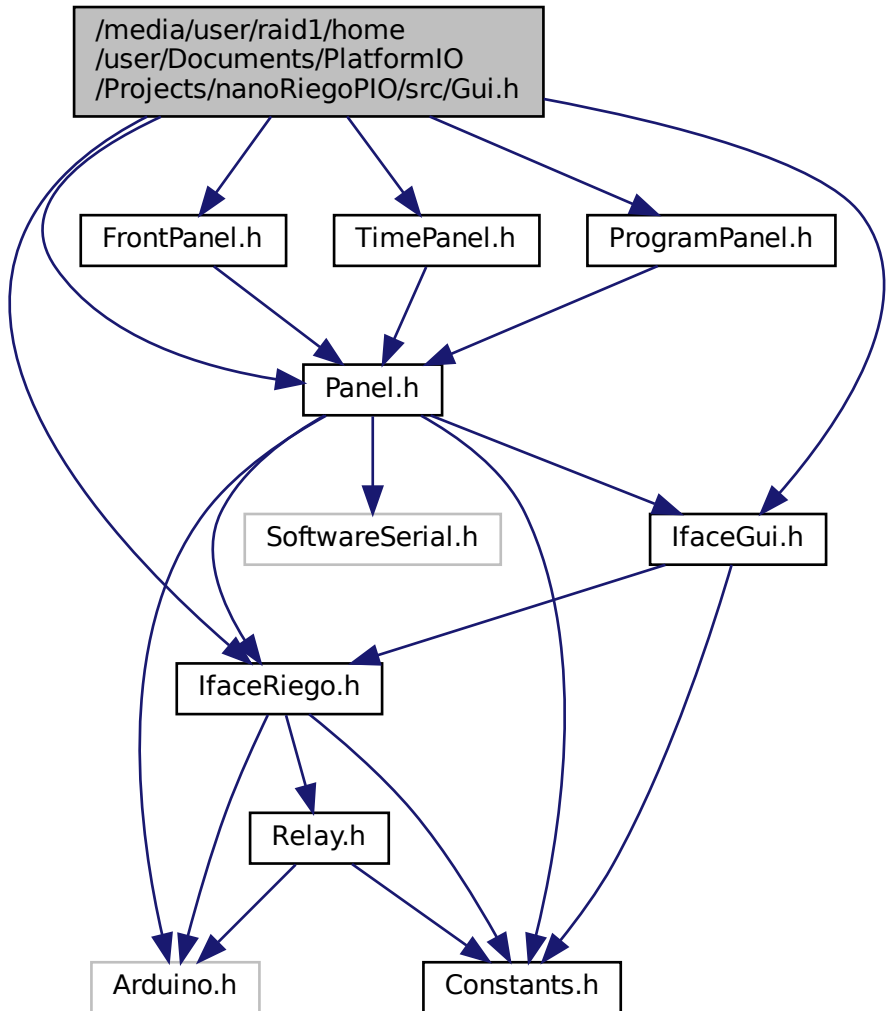 /media/user/raid1/home
/user/Documents/PlatformIO
/Projects/nanoRiegoPIO/src/Gui.h
FrontPanel.h
TimePanel.h
ProgramPanel.h
Panel.h
SoftwareSerial.h
IfaceGui.h
IfaceRiego.h
Relay.h
Arduino.h
Constants.h